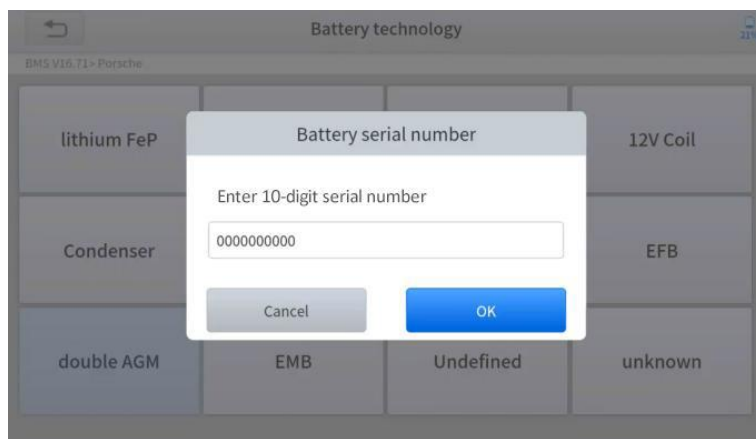 Battery technology
21%
BMS V16.71> Porsche
lithium FeP
12V Coil
Battery serial number
Enter 10-digit serial number
0000000000
Condenser
EFB
Cancel
OK
double AGM
EMB
Undefined
unknown